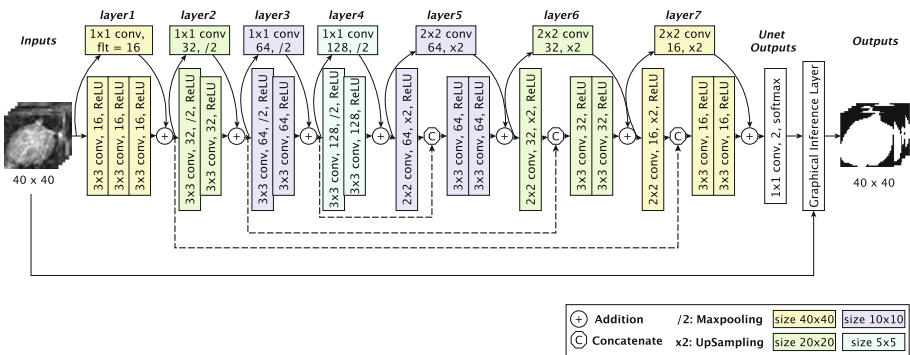 layer1 layer2 layer3 layer4 layer5 layer6 layer7 Unet Outputs
Inputs
Outputs
1x1 conv, flt = 16
1x1 conv 32, /2
1x1 conv 64, /2
1x1 conv 128, /2
2x2 conv 64, x2
2x2 conv 32, x2
2x2 conv 16, x2
3x3 conv, 16, ReLU
3x3 conv, 16, ReLU
3x3 conv, 16, ReLU
+
3x3 conv, 32, /2, ReLU
3x3 conv, 32, ReLU
+
3x3 conv, 64, /2, ReLU
3x3 conv, 64, ReLU
+
3x3 conv, 128, /2, ReLU
3x3 conv, 128, ReLU
+
2x2 conv, 64, x2, ReLU
C
3x3 conv, 64, ReLU
3x3 conv, 64, ReLU
+
2x2 conv, 32, x2, ReLU
C
3x3 conv, 32, ReLU
3x3 conv, 32, ReLU
+
2x2 conv, 16, x2, ReLU
C
3x3 conv, 16, ReLU
3x3 conv, 16, ReLU
+
1x1 conv, 2, softmax
Graphical Inference Layer
40 x 40
40 x 40
+ Addition /2: Maxpooling size 40x40 size 10x10
C Concatenate x2: UpSampling size 20x20 size 5x5